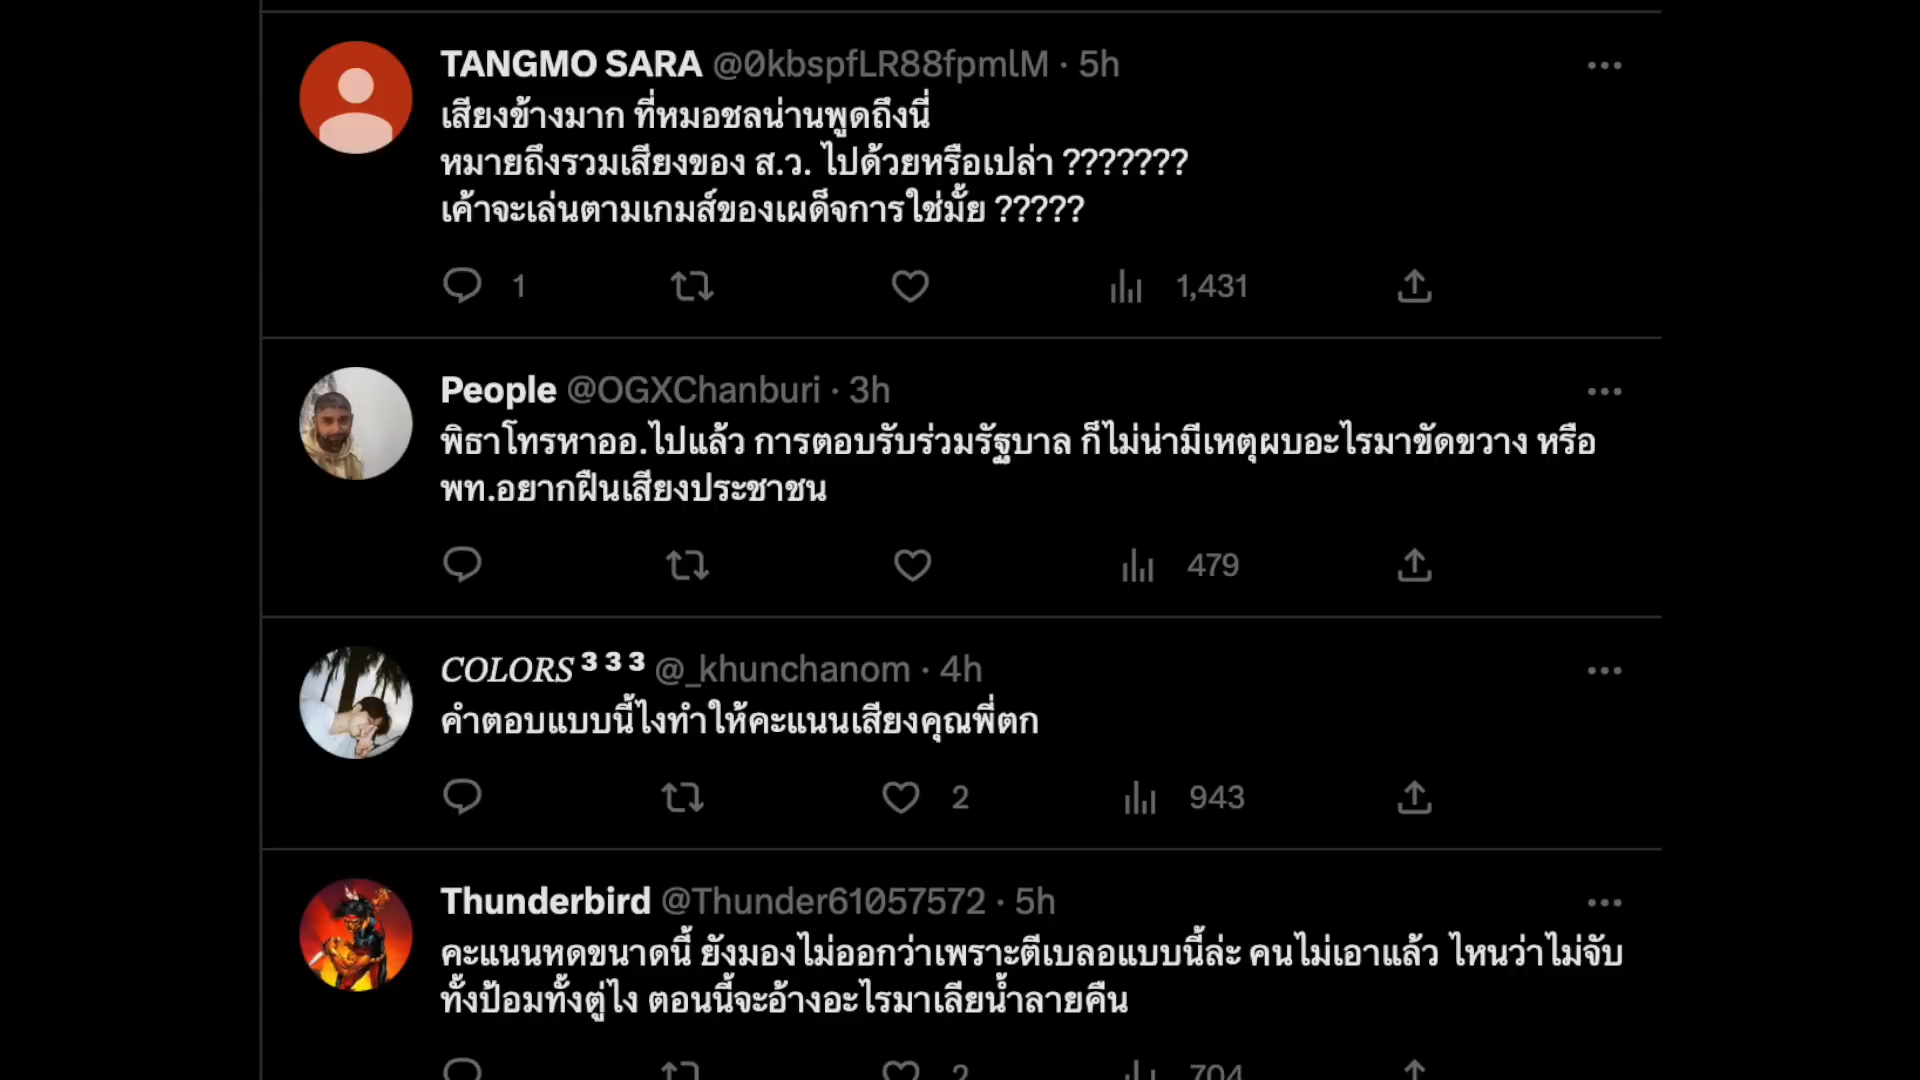 TANGMO SARA @0kbspfLR88fpmlM · 5h
เสียงข้างมาก ที่หมอชลน่านพูดถึงนี่
หมายถึงรวมเสียงของ ส.ว. ไปด้วยหรือเปล่า ???????
เค้าจะเล่นตามเกมส์ของเผด็จการใช่มั้ย ?????
1 1,431
People @OGXChanburi · 3h
พิธาโทรหาออ.ไปแล้ว การตอบรับร่วมรัฐบาล ก็ไม่น่ามีเหตุผบอะไรมาขัดขวาง หรือ
พท.อยากฝืนเสียงประชาชน
479
COLORS³³³ @_khunchanom · 4h
คำตอบแบบนี้ไงทำให้คะแนนเสียงคุณพี่ตก
2 943
Thunderbird @Thunder61057572 · 5h
คะแนนหดขนาดนี้ ยังมองไม่ออกว่าเพราะตีเบลอแบบนี้ล่ะ คนไม่เอาแล้ว ไหนว่าไม่จับ
ทั้งป้อมทั้งตู่ไง ตอนนี้จะอ้างอะไรมาเลียน้ำลายคืน
2 704